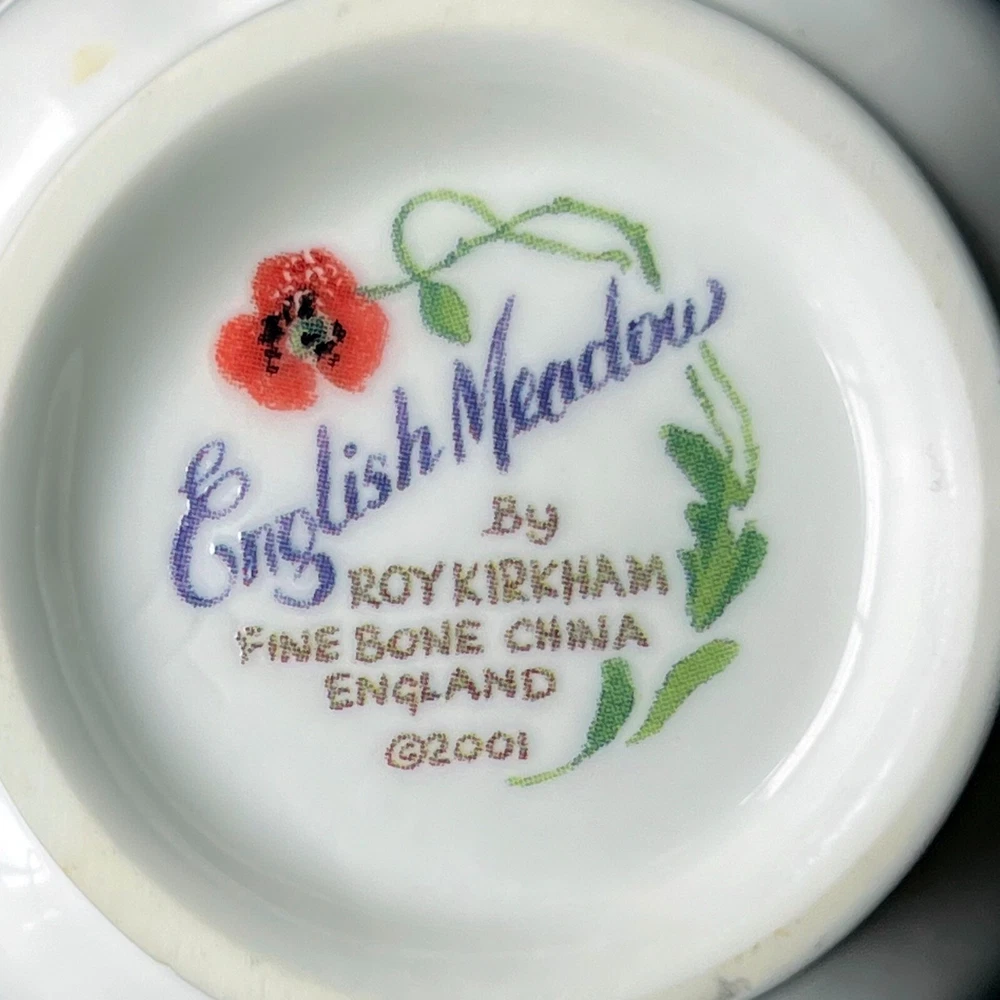 English Meadow
By
ROY KIRKHAM
FINE BONE CHINA
ENGLAND
©2001